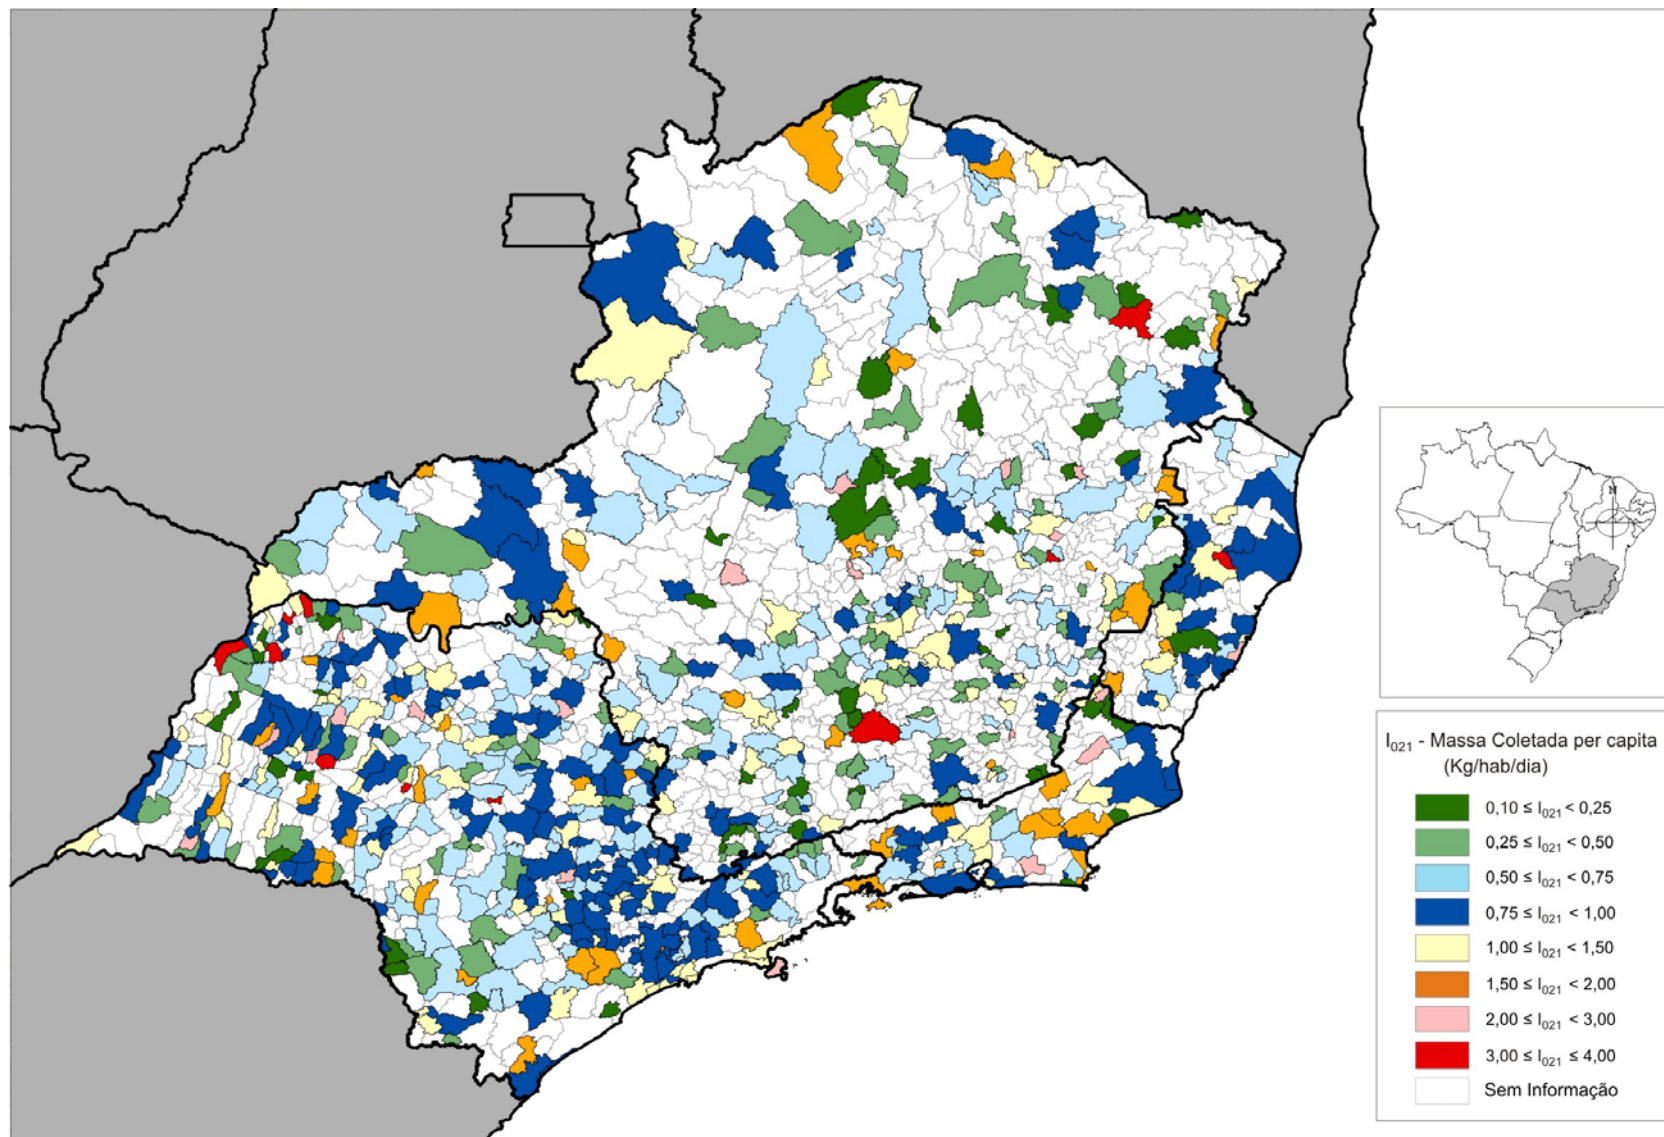 N
I021 - Massa Coletada per capita
(Kg/hab/dia)
0,10 ≤ I021 < 0,25
0,25 ≤ I021 < 0,50
0,50 ≤ I021 < 0,75
0,75 ≤ I021 < 1,00
1,00 ≤ I021 < 1,50
1,50 ≤ I021 < 2,00
2,00 ≤ I021 < 3,00
3,00 ≤ I021 ≤ 4,00
Sem Informação